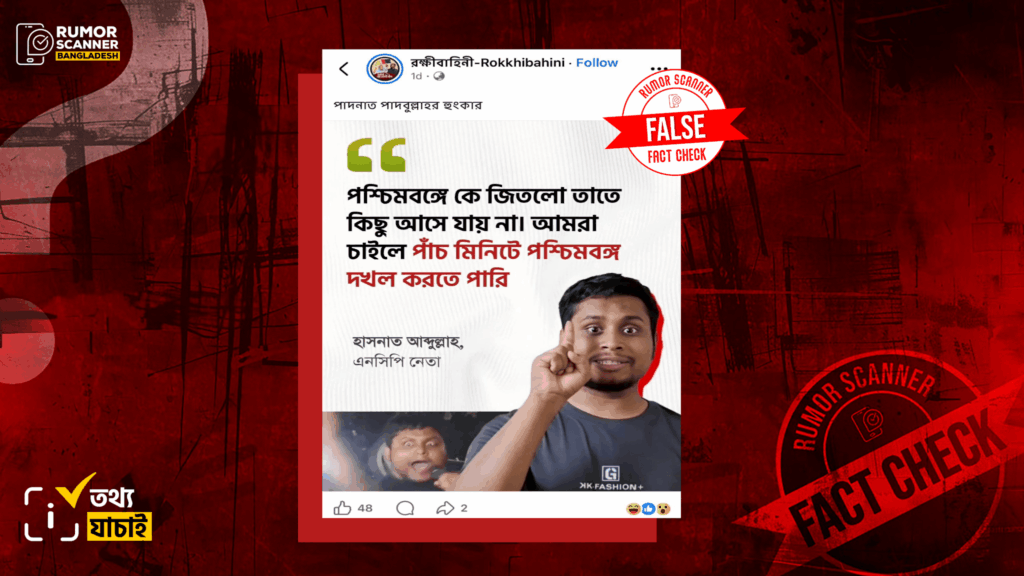 RUMOR
SCANNER
BANGLADESH
রক্ষীবাহিনী-Rokkhibahini · Follow
1d ·
পাদনাত পাদবুল্লাহর হুংকার
RUMOR SCANNER
FALSE
FACT CHECK
পশ্চিমবঙ্গে কে জিতলো তাতে
কিছু আসে যায় না। আমরা
চাইলে পাঁচ মিনিটে পশ্চিমবঙ্গ
দখল করতে পারি
হাসনাত আব্দুল্লাহ,
এনসিপি নেতা
KK-FASHION+
48
2
RUMOR SCANNER
FACT CHECK
i
তথ্য
যাচাই